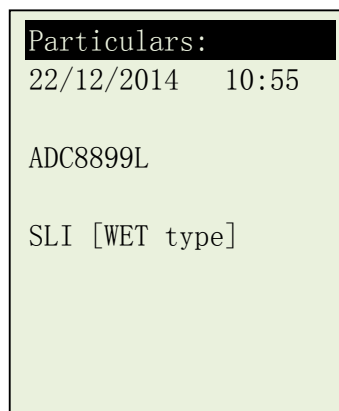 Particulars:
22/12/2014 10:55
ADC8899L
SLI [WET type]